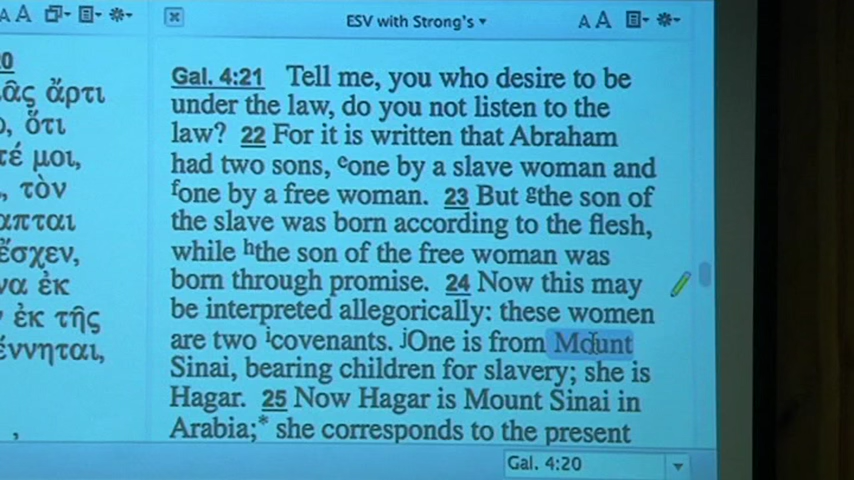 AA
ESV with Strong's
AA
20
ᾶς ἄρτι
, ὅτι
τέ μοι,
, τὸν
απται
ἔσχεν,
να ἐκ
ἐκ τῆς
έννηται,
,
Gal. 4:21 Tell me, you who desire to be
under the law, do you not listen to the
law? 22 For it is written that Abraham
had two sons, eone by a slave woman and
fone by a free woman. 23 But gthe son of
the slave was born according to the flesh,
while hthe son of the free woman was
born through promise. 24 Now this may
be interpreted allegorically: these women
are two icovenants. jOne is from Mount
Sinai, bearing children for slavery; she is
Hagar. 25 Now Hagar is Mount Sinai in
Arabia;* she corresponds to the present
Gal. 4:20